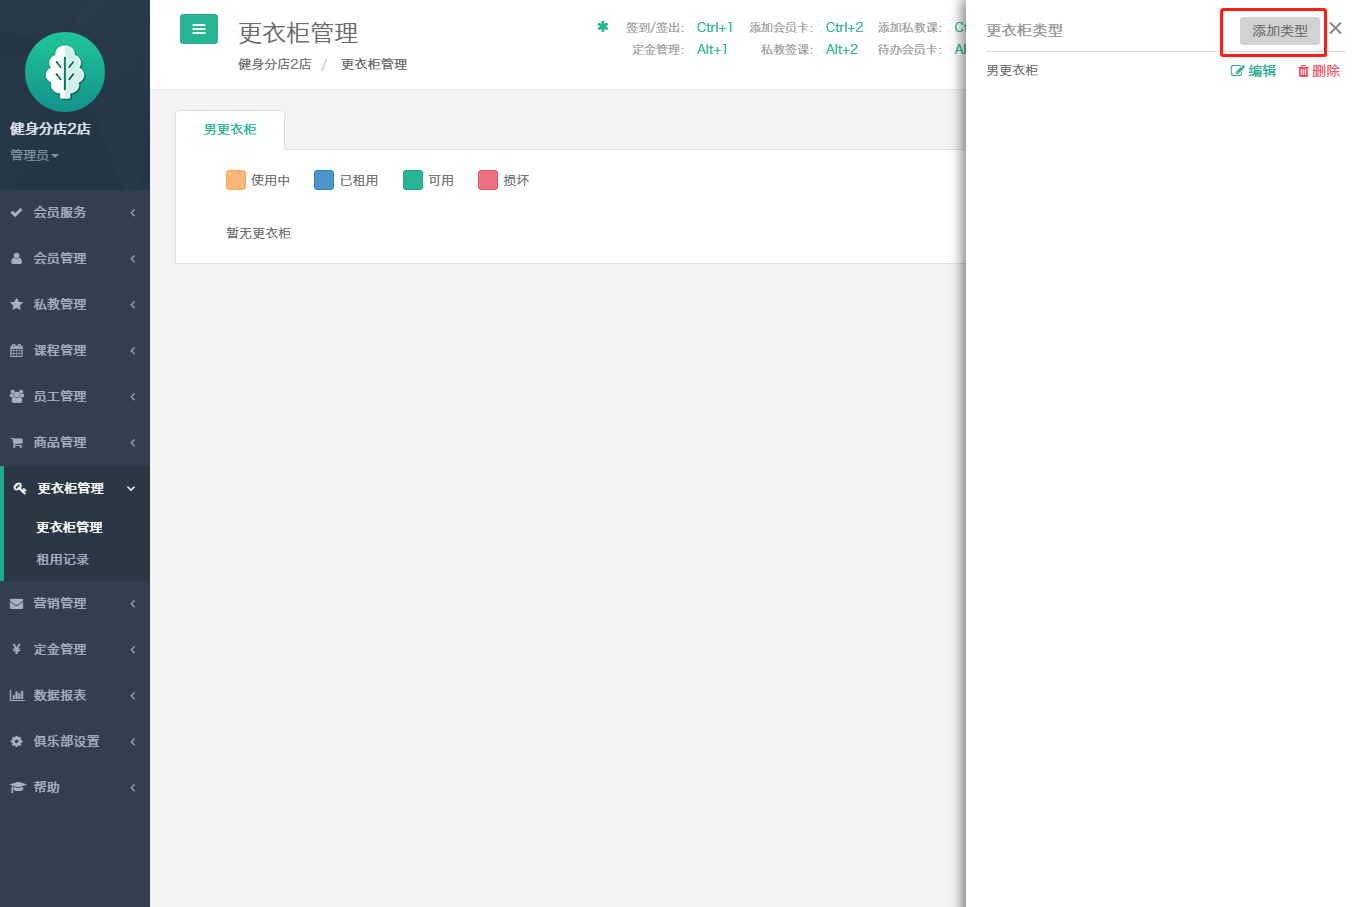 健身分店2店
管理员
会员服务
会员管理
私教管理
课程管理
员工管理
商品管理
更衣柜管理
更衣柜管理
租用记录
营销管理
定金管理
数据报表
俱乐部设置
帮助
更衣柜管理
健身分店2店 / 更衣柜管理
签到/签出: Ctrl+1 添加会员卡: Ctrl+2 添加私教课:
定金管理: Alt+1 私教签课: Alt+2 待办会员卡:
男更衣柜
使用中 已租用 可用 损坏
暂无更衣柜
更衣柜类型 添加类型
男更衣柜 编辑 删除